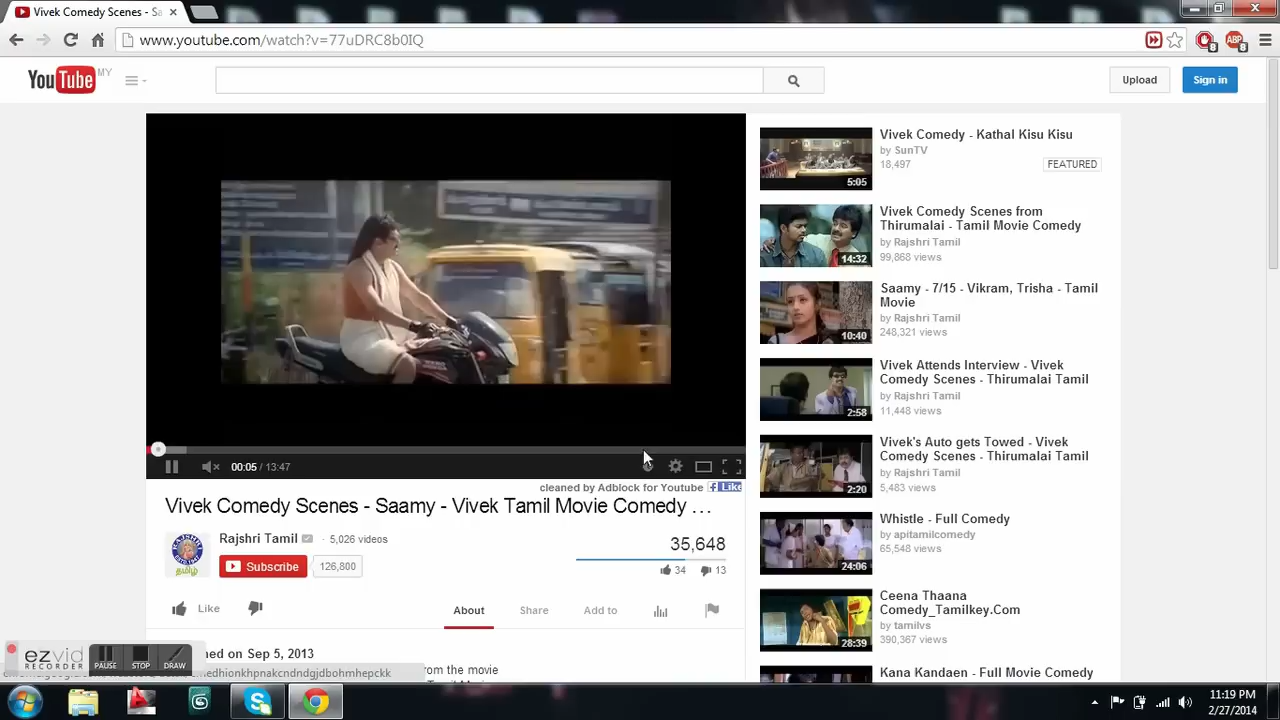 Vivek Comedy Scenes - Sa
www.youtube.com/watch?v=77uDRC8b0IQ
8
ABP
8
YouTube MY
Upload
Sign in
Vivek Comedy - Kathal Kisu Kisu
by SunTV
18,497
FEATURED
5:05
Vivek Comedy Scenes from
Thirumalai - Tamil Movie Comedy
by Rajshri Tamil
99,868 views
14:32
Saamy - 7/15 - Vikram, Trisha - Tamil
Movie
by Rajshri Tamil
248,321 views
10:40
Vivek Attends Interview - Vivek
Comedy Scenes - Thirumalai Tamil
by Rajshri Tamil
11,448 views
2:58
Vivek's Auto gets Towed - Vivek
Comedy Scenes - Thirumalai Tamil
by Rajshri Tamil
5,483 views
2:20
Whistle - Full Comedy
by apitamilcomedy
65,548 views
24:06
Ceena Thaana
Comedy_Tamilkey.Com
by tamilvs
390,367 views
28:39
Kana Kandaen - Full Movie Comedy
00:05 / 13:47
cleaned by Adblock for Youtube
Like
Vivek Comedy Scenes - Saamy - Vivek Tamil Movie Comedy ...
Rajshri Tamil · 5,026 videos
Subscribe 126,800
தமிழ்
35,648
34 13
Like
About Share Add to
ned on Sep 5, 2013
rom the movie
ezvid
RECORDER
PAUSE STOP DRAW
11:19 PM
2/27/2014